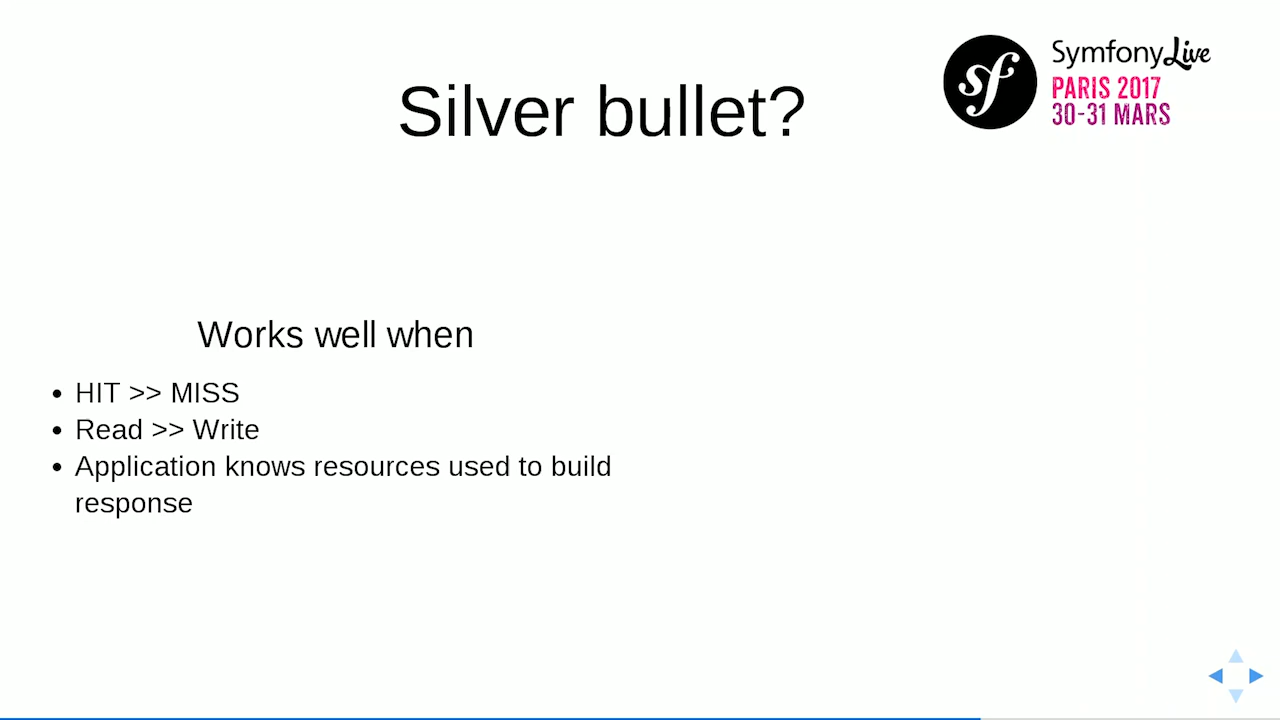 Silver bullet?
sf
SymfonyLive
PARIS 2017
30-31 MARS
Works well when
• HIT >> MISS
• Read >> Write
• Application knows resources used to build
response